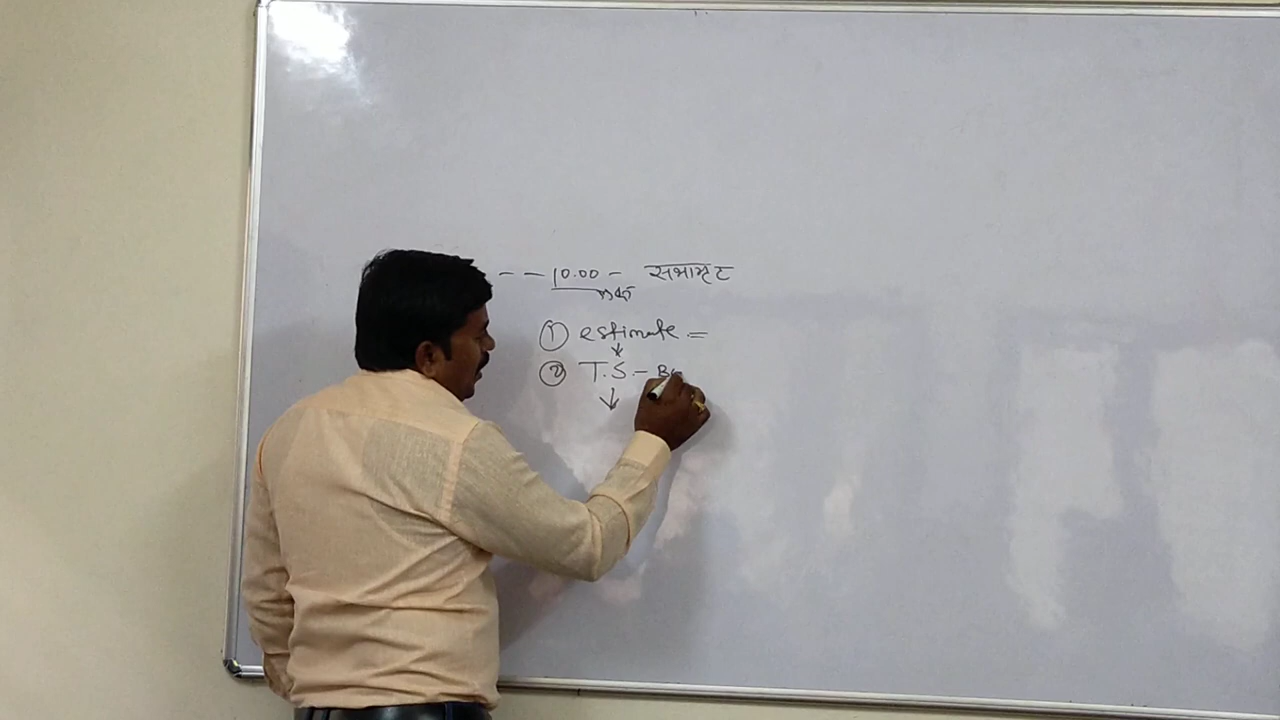 -- 10.00 - सभागृह
① estimate =
↓
② T.S. - B
↓